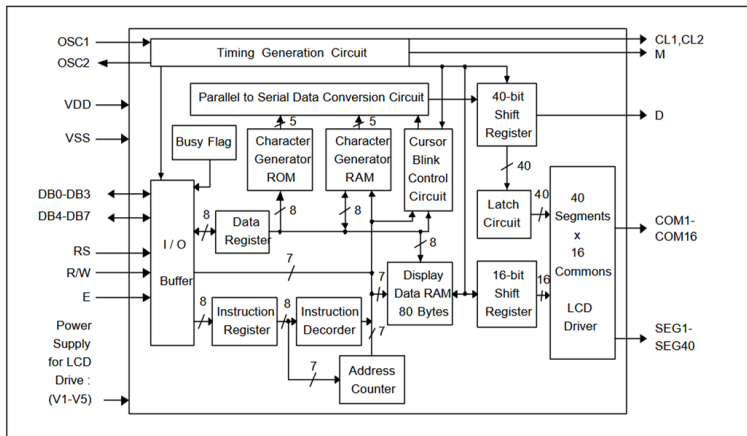 OSC1
OSC2
Timing Generation Circuit
CL1,CL2
M
VDD
VSS
Parallel to Serial Data Conversion Circuit
40-bit
Shift
Register
D
5
5
Busy Flag
Character
Generator
ROM
Character
Generator
RAM
Cursor
Blink
Control
Circuit
40
DB0-DB3
DB4-DB7
8
Data
Register
8
8
8
Latch
Circuit
40
40
Segments
x
16
Commons
LCD
Driver
COM1-
COM16
RS
R/W
E
I / O
Buffer
7
7
Display
Data RAM
80 Bytes
16-bit
Shift
Register
16
8
Instruction
Register
8
Instruction
Decorder
7
7
Address
Counter
SEG1-
SEG40
Power
Supply
for LCD
Drive :
(V1-V5)